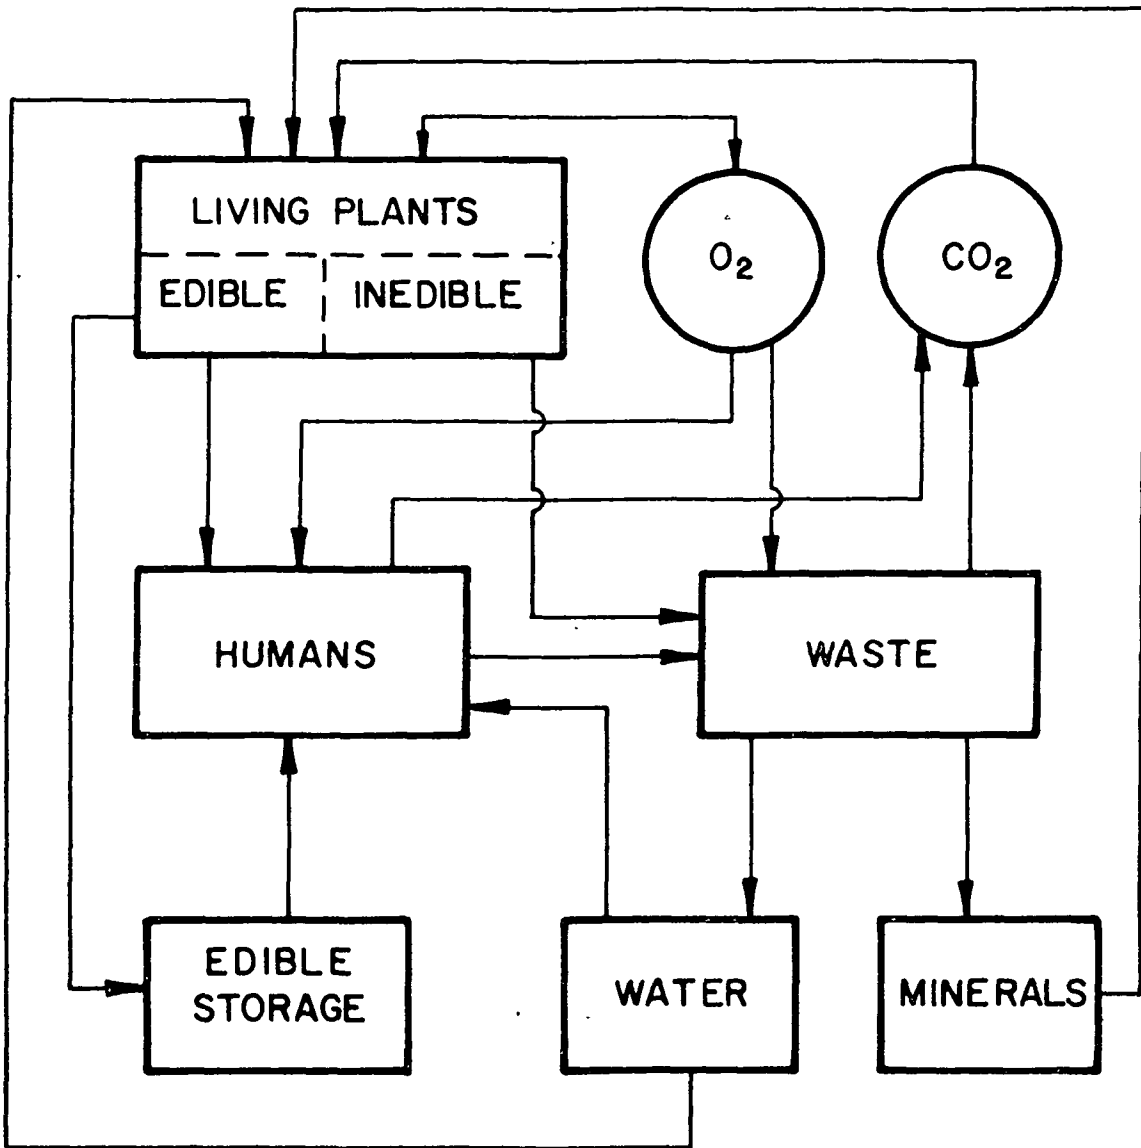 LIVING PLANTS
EDIBLE
INEDIBLE
O₂
CO₂
HUMANS
WASTE
EDIBLE
STORAGE
WATER
MINERALS